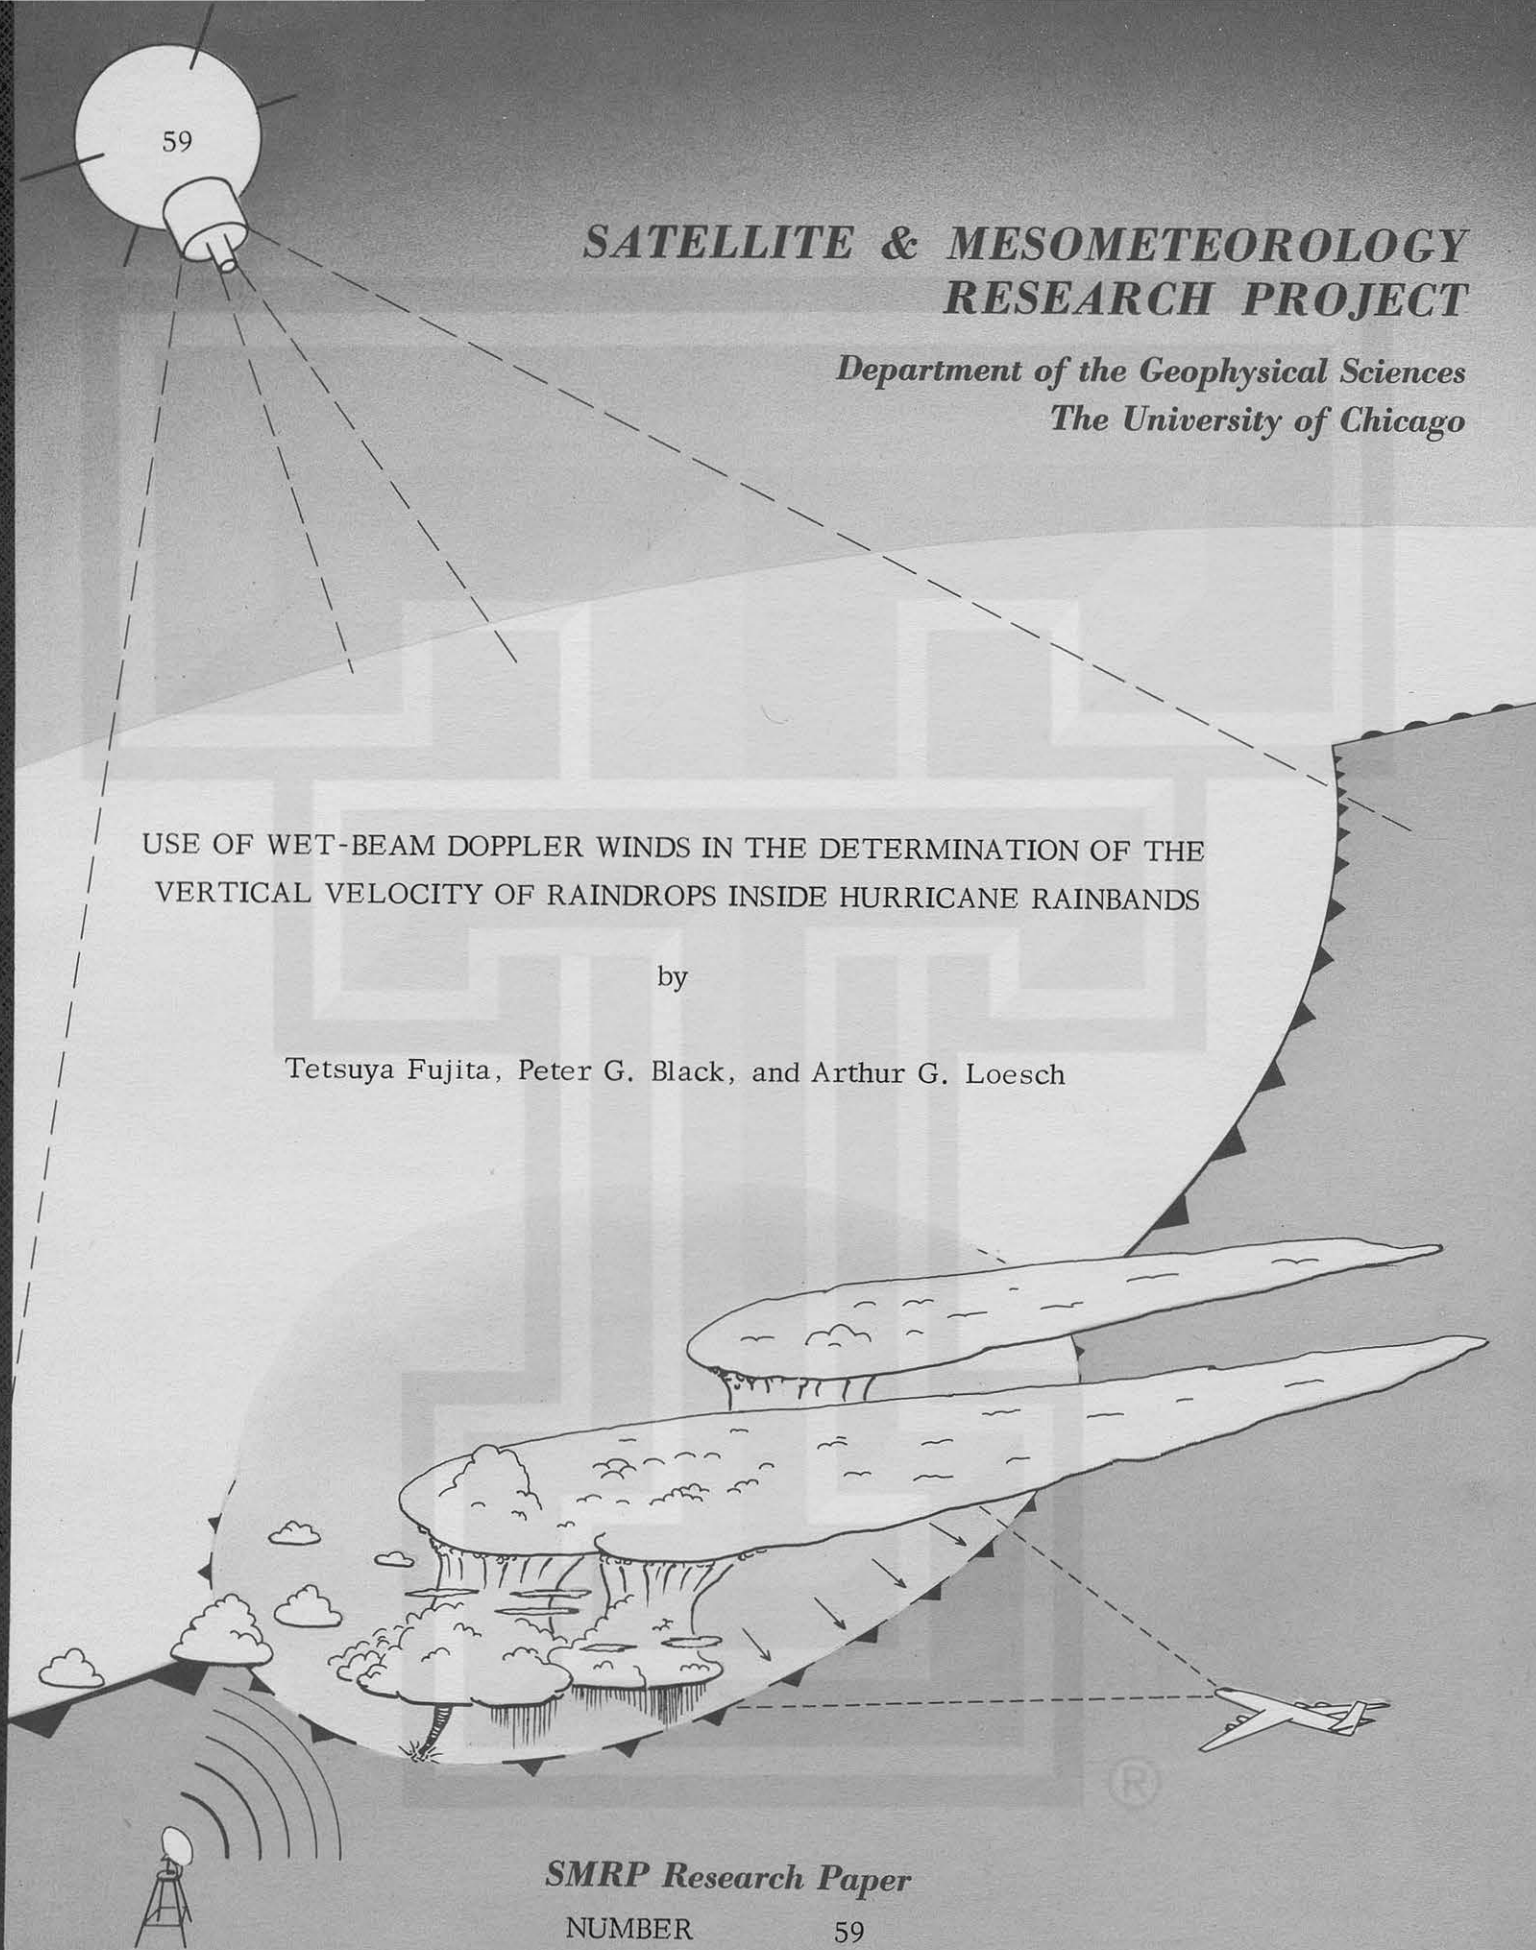 59
SATELLITE & MESOMETEOROLOGY
RESEARCH PROJECT
Department of the Geophysical Sciences
The University of Chicago
USE OF WET-BEAM DOPPLER WINDS IN THE DETERMINATION OF THE
VERTICAL VELOCITY OF RAINDROPS INSIDE HURRICANE RAINBANDS
by
Tetsuya Fujita, Peter G. Black, and Arthur G. Loesch
®
SMRP Research Paper
NUMBER 59